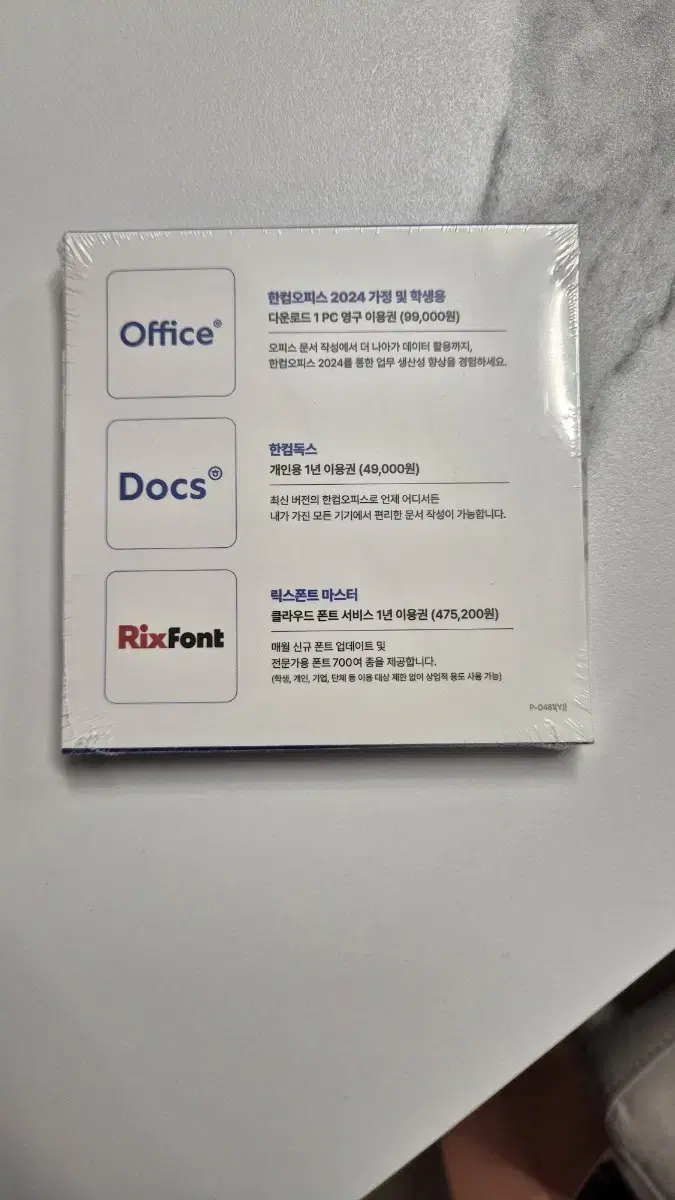 Office
한컴오피스 2024 가정 및 학생용
다운로드 1 PC 영구 이용권 (99,000원)
오피스 문서 작성에서 더 나아가 데이터 활용까지,
한컴오피스 2024를 통한 업무 생산성 향상을 경험하세요.
Docs
한컴독스
개인용 1년 이용권 (49,000원)
최신 버전의 한컴오피스로 언제 어디서든
내가 가진 모든 기기에서 편리한 문서 작성이 가능합니다.
RixFont
릭스폰트 마스터
클라우드 폰트 서비스 1년 이용권 (475,200원)
매월 신규 폰트 업데이트 및
전문가용 폰트 700여 종을 제공합니다.
(학생, 개인, 기업, 단체 등 이용 대상 제한 없이 상업적 용도 사용 가능)
P-0481(Y)